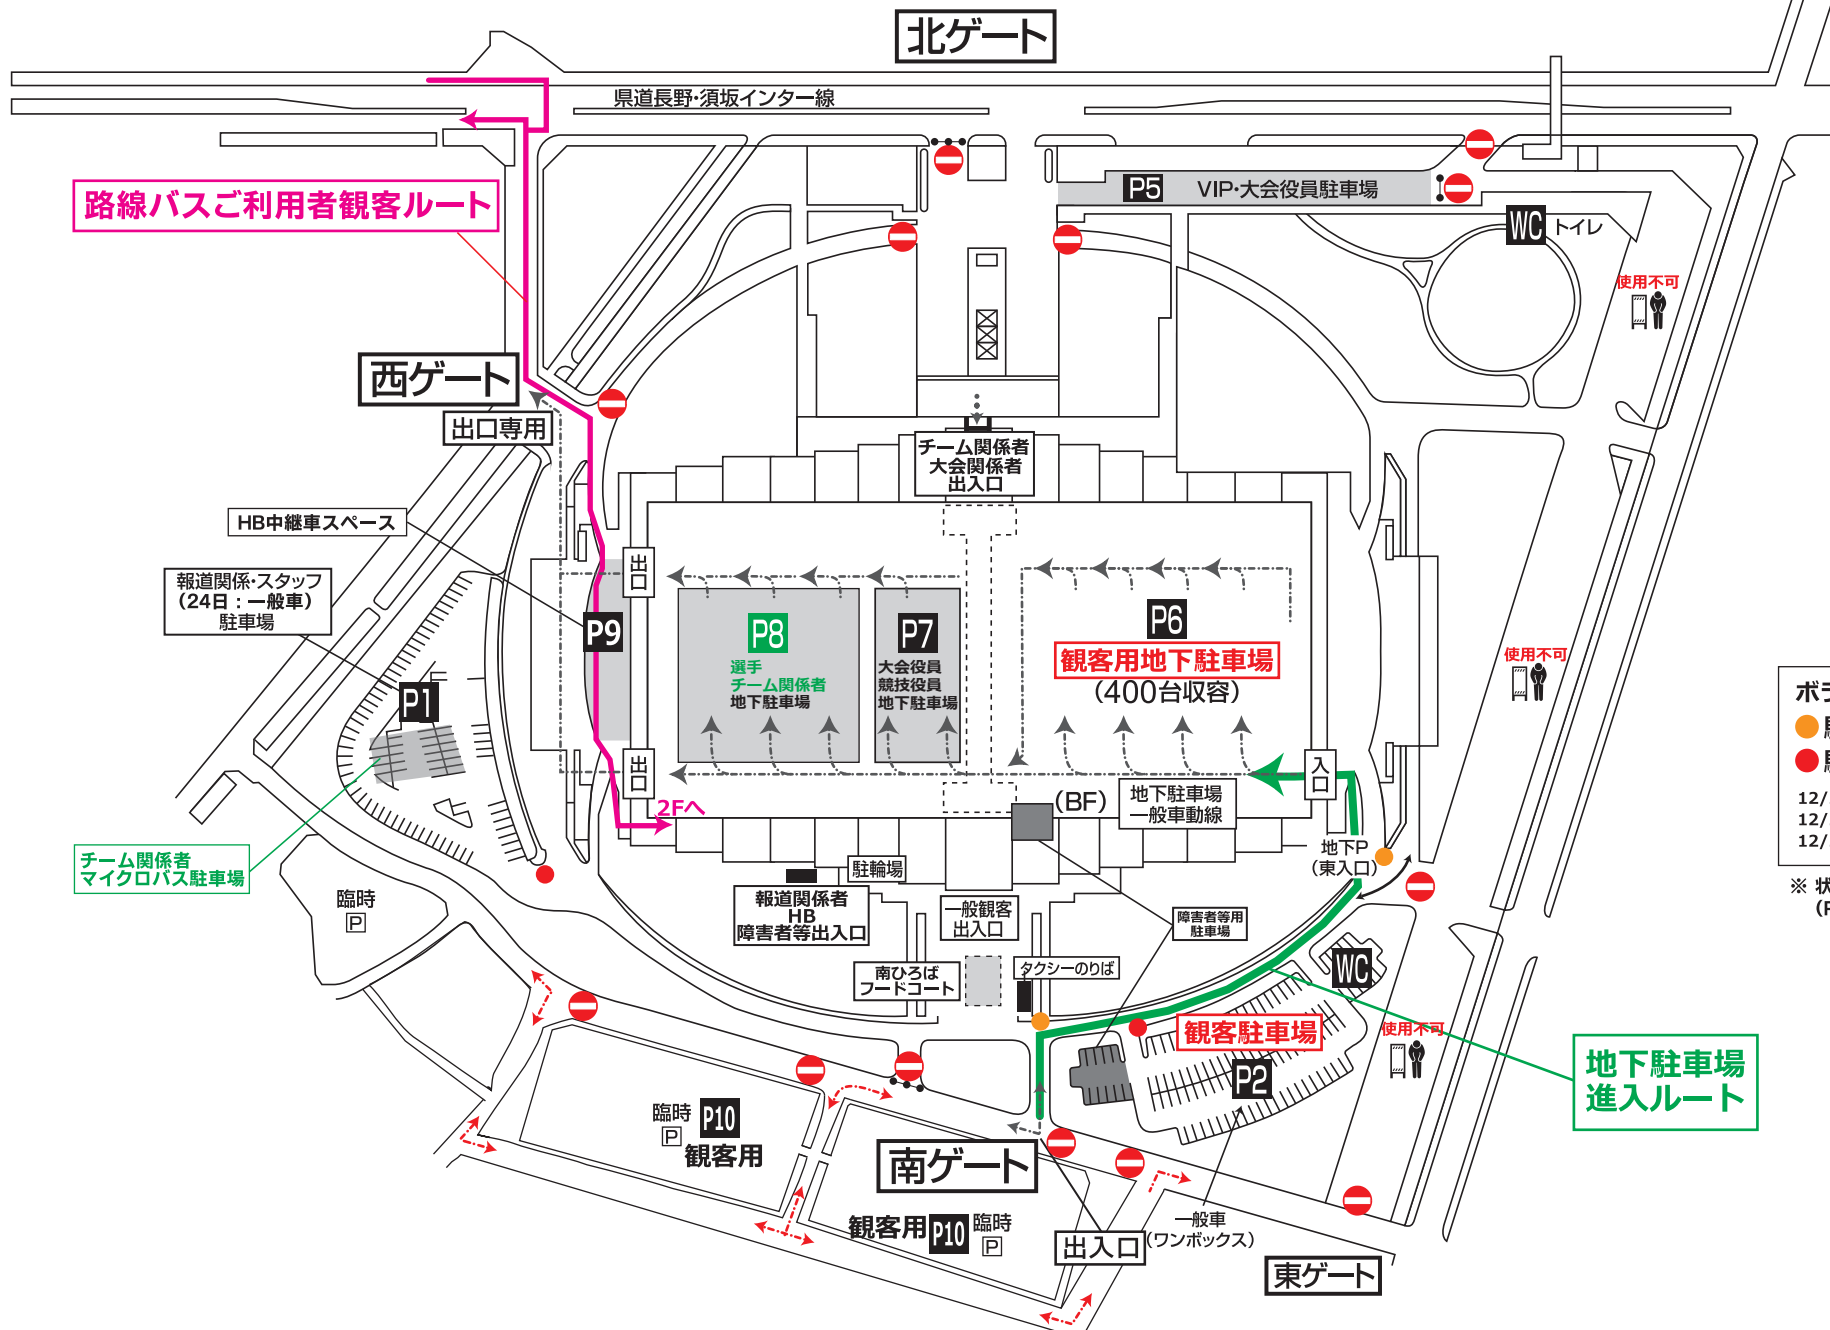 北ゲート
県道長野・須坂インター線
路線バスご利用者観客ルート
P5
VIP・大会役員駐車場
WC
トイレ
使用不可
西ゲート
出口専用
チーム関係者
大会関係者
出入口
HB中継車スペース
報道関係・スタッフ
(24日：一般車)
駐車場
出口
P9
P8
選手
チーム関係者
地下駐車場
P7
大会役員
競技役員
地下駐車場
P6
観客用地下駐車場
(400台収容)
使用不可
P1
出口
2Fへ
(BF)
地下駐車場
一般車動線
入口
地下P
(東入口)
チーム関係者
マイクロバス駐車場
臨時
P
駐輪場
報道関係者
HB
障害者等出入口
一般観客
出入口
障害者等用
駐車場
南ひろば
フードコート
タクシーのりば
WC
観客駐車場
P2
使用不可
地下駐車場
進入ルート
臨時
P
P10
観客用
南ゲート
観客用
P10
臨時
P
出入口
一般車
(ワンボックス)
東ゲート
12/
12/
12/
※ 状